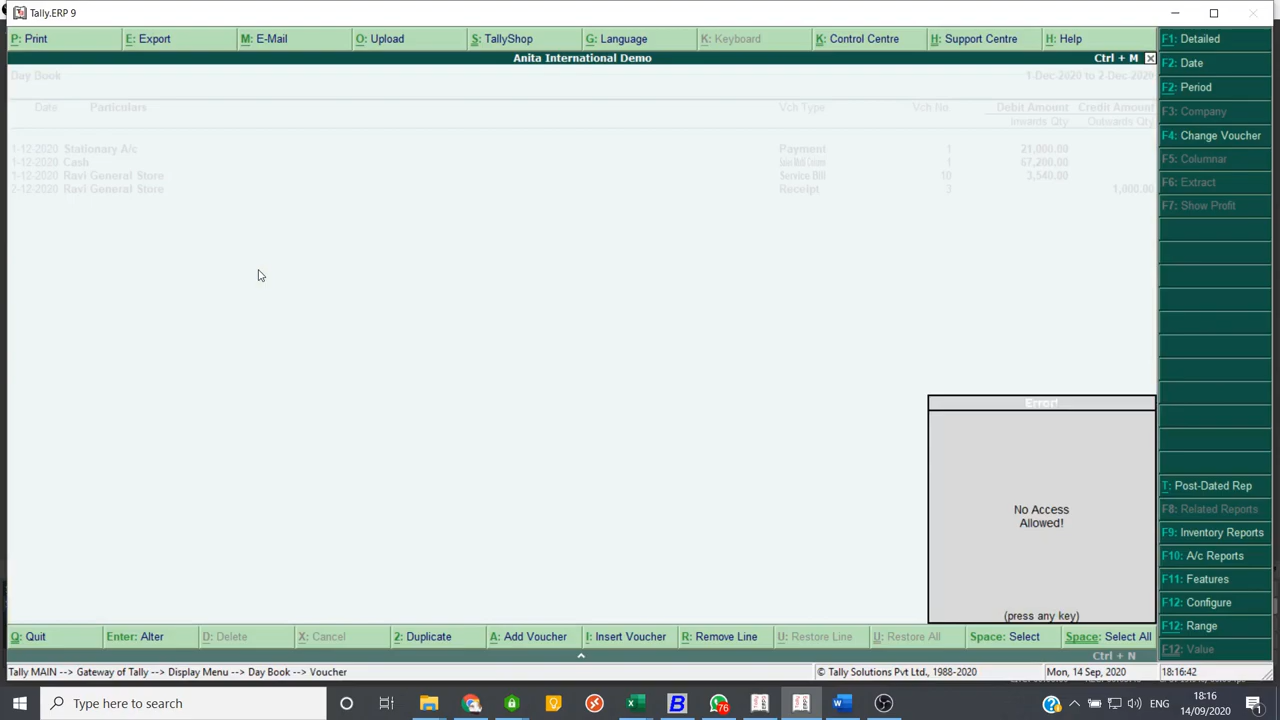 Tally.ERP 9
P: Print E: Export M: E-Mail O: Upload S: TallyShop G: Language K: Keyboard K: Control Centre H: Support Centre H: Help
Anita International Demo Ctrl + M
Day Book 1-Dec-2020 to 2-Dec-2020
Date Particulars Vch Type Vch No Debit Amount Credit Amount
Inwards Qty Outwards Qty
1-12-2020 Stationary A/c Payment 1 21,000.00
1-12-2020 Cash 1 67,200.00
1-12-2020 Ravi General Store Service Bill 10 3,540.00
2-12-2020 Ravi General Store Receipt 3 1,000.00
Error!
No Access
Allowed!
(press any key)
F1: Detailed
F2: Date
F2: Period
F3: Company
F4: Change Voucher
F5: Columnar
F6: Extract
F7: Show Profit
T: Post-Dated Rep
F8: Related Reports
F9: Inventory Reports
F10: A/c Reports
F11: Features
F12: Configure
F12: Range
F12: Value
Q: Quit Enter: Alter D: Delete X: Cancel 2: Duplicate A: Add Voucher I: Insert Voucher R: Remove Line U: Restore Line U: Restore All Space: Select Space: Select All
Ctrl + N
Tally MAIN --> Gateway of Tally --> Display Menu --> Day Book --> Voucher © Tally Solutions Pvt Ltd., 1988-2020 Mon, 14 Sep, 2020 18:16:42
Type here to search 76 ENG 18:16
14/09/2020 1